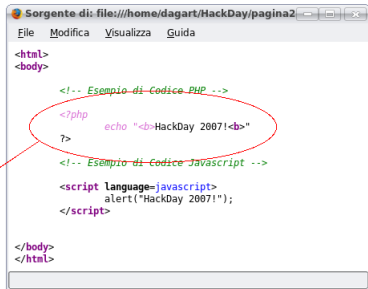 Sorgente di: file:///home/dagart/HackDay/pagina2
File Modifica Visualizza Guida
<html>
<body>
<!-- Esempio di Codice PHP -->
<?php
echo "<b>HackDay 2007!<b>"
?>
<!-- Esempio di Codice Javascript -->
<script language=javascript>
alert("HackDay 2007!");
</script>
</body>
</html>